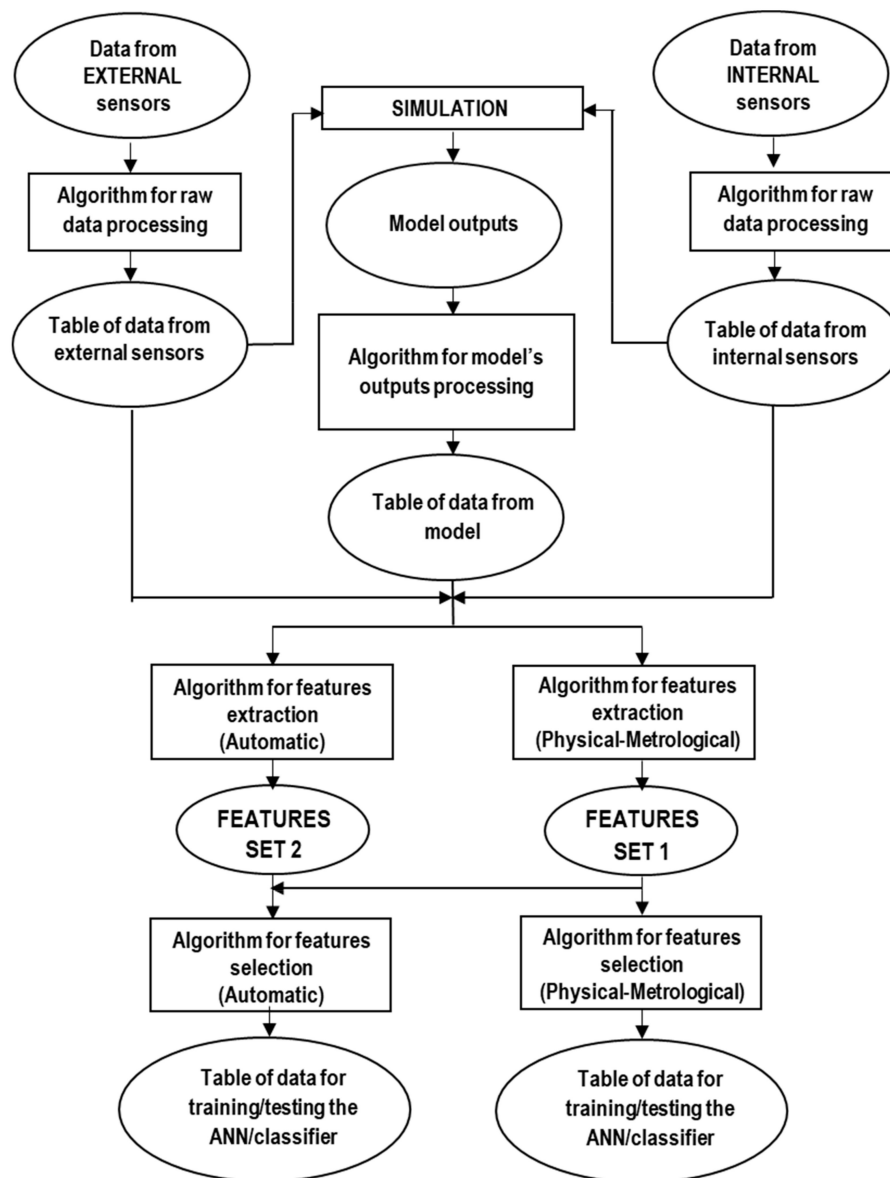 Data from
EXTERNAL
sensors
Data from
INTERNAL
sensors
SIMULATION
Algorithm for raw
data processing
Model outputs
Algorithm for raw
data processing
Table of data from
external sensors
Algorithm for model’s
outputs processing
Table of data from
internal sensors
Table of data from
model
Algorithm for features
extraction
(Automatic)
Algorithm for features
extraction
(Physical-Metrological)
FEATURES
SET 2
FEATURES
SET 1
Algorithm for features
selection
(Automatic)
Algorithm for features
selection
(Physical-Metrological)
Table of data for
training/testing the
ANN/classifier
Table of data for
training/testing the
ANN/classifier